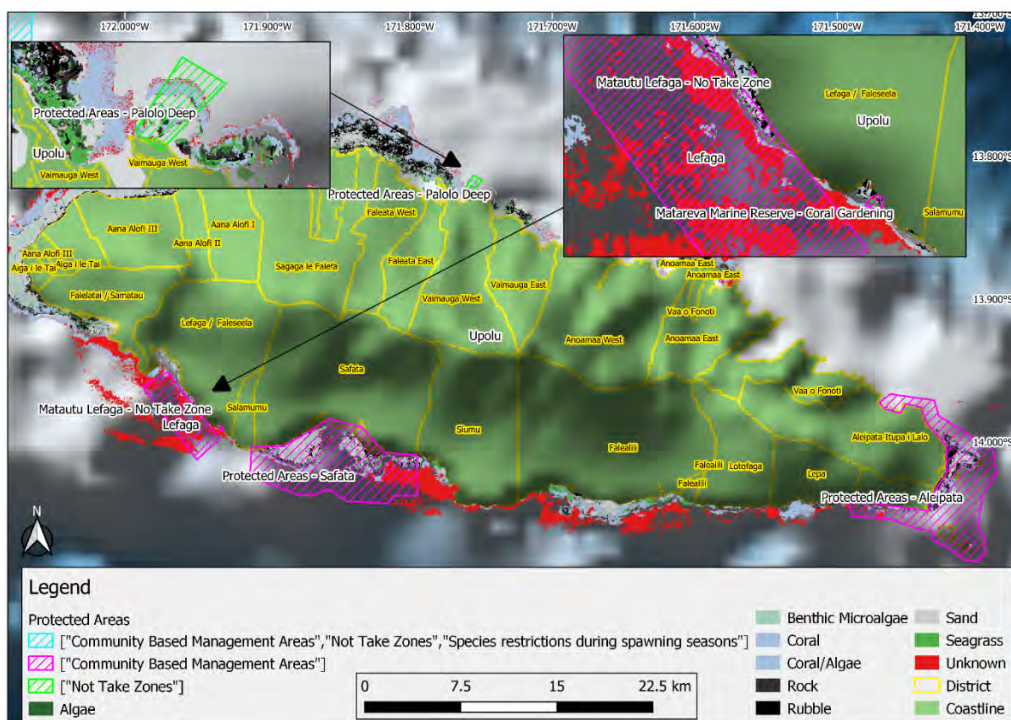 172.000°W
171.900°W
171.800°W
171.700°W
171.600°W
171.500°W
171.400°W
13.700°S
Protected Areas - Palolo Deep
Upolu
Vaimauga West
Vaimauga West
Matautu Lefaga - No Take Zone
Lefaga / Faleseela
Upolu
Lefaga
Matareva Marine Reserve - Coral Gardening
Salamumu
13.800°S
Protected Areas - Palolo Deep
Faleata West
Aana Alofi I
Aana Alofi III
Aana Alofi II
Aana Alofi III
Aiga i le Tai
Aiga i le Tai
Sagaga le Falefa
Faleata East
Anoamaa East
Anoamaa East
Falelatai / Samatau
Vaimauga West
Vaimauga East
13.900°S
Vaa o Fonoti
Lefaga / Faleseela
Upolu
Anoamaa West
Anoamaa East
Safata
Vaa o Fonoti
Matautu Lefaga - No Take Zone
Lefaga
Salamumu
Siumu
Aleipata Itupa i Lalo
14.000°S
Falealili
Falealili
Lotofaga
Lepa
Protected Areas - Safata
Falealili
Protected Areas - Aleipata
N
Legend
Protected Areas
["Community Based Management Areas","Not Take Zones","Species restrictions during spawning seasons"]
["Community Based Management Areas"]
["Not Take Zones"]
Algae
0 7.5 15 22.5 km
Benthic Microalgae
Coral
Coral/Algae
Rock
Rubble
Sand
Seagrass
Unknown
District
Coastline